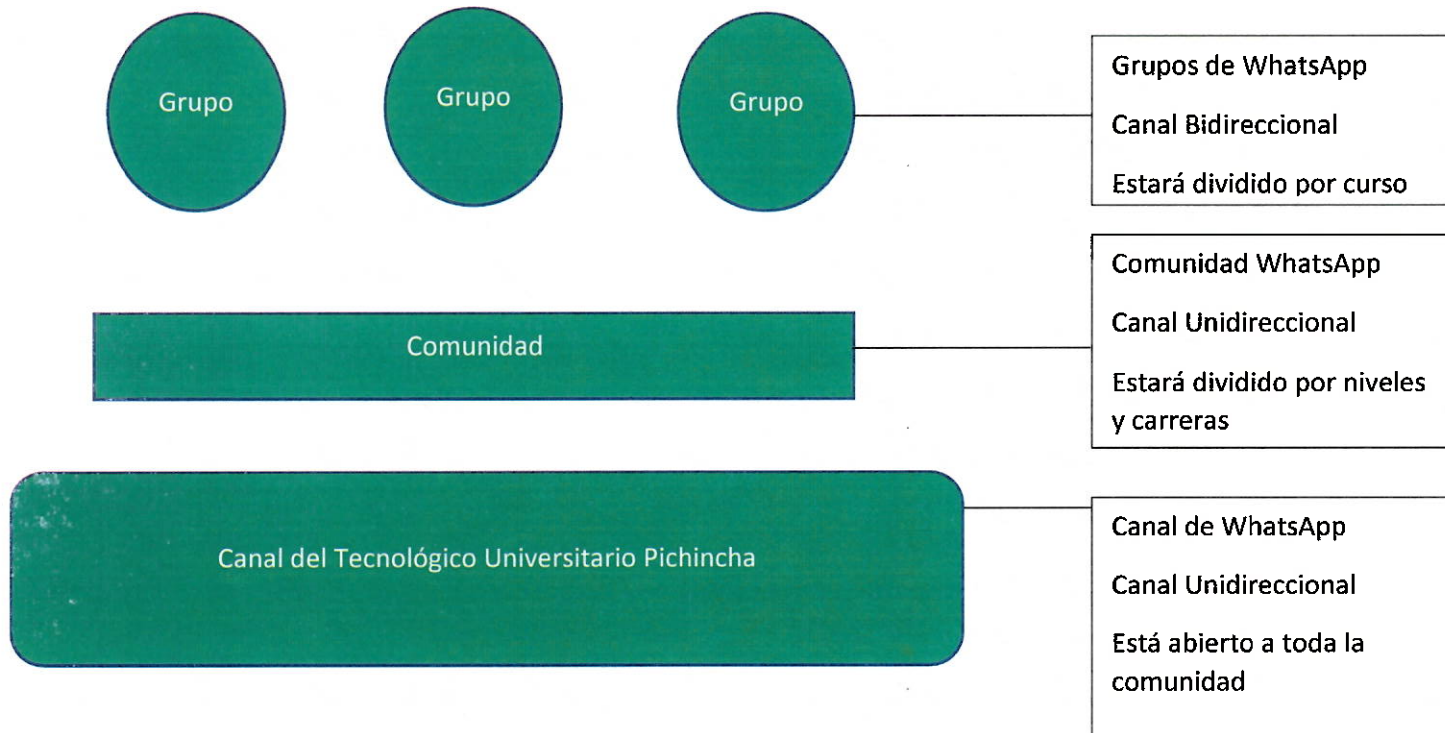 Grupo
Grupo
Grupo
Grupos de WhatsApp
Canal Bidireccional
Estará dividido por curso
Comunidad
Comunidad WhatsApp
Canal Unidireccional
Estará dividido por niveles
y carreras
Canal del Tecnológico Universitario Pichincha
Canal de WhatsApp
Canal Unidireccional
Está abierto a toda la
comunidad